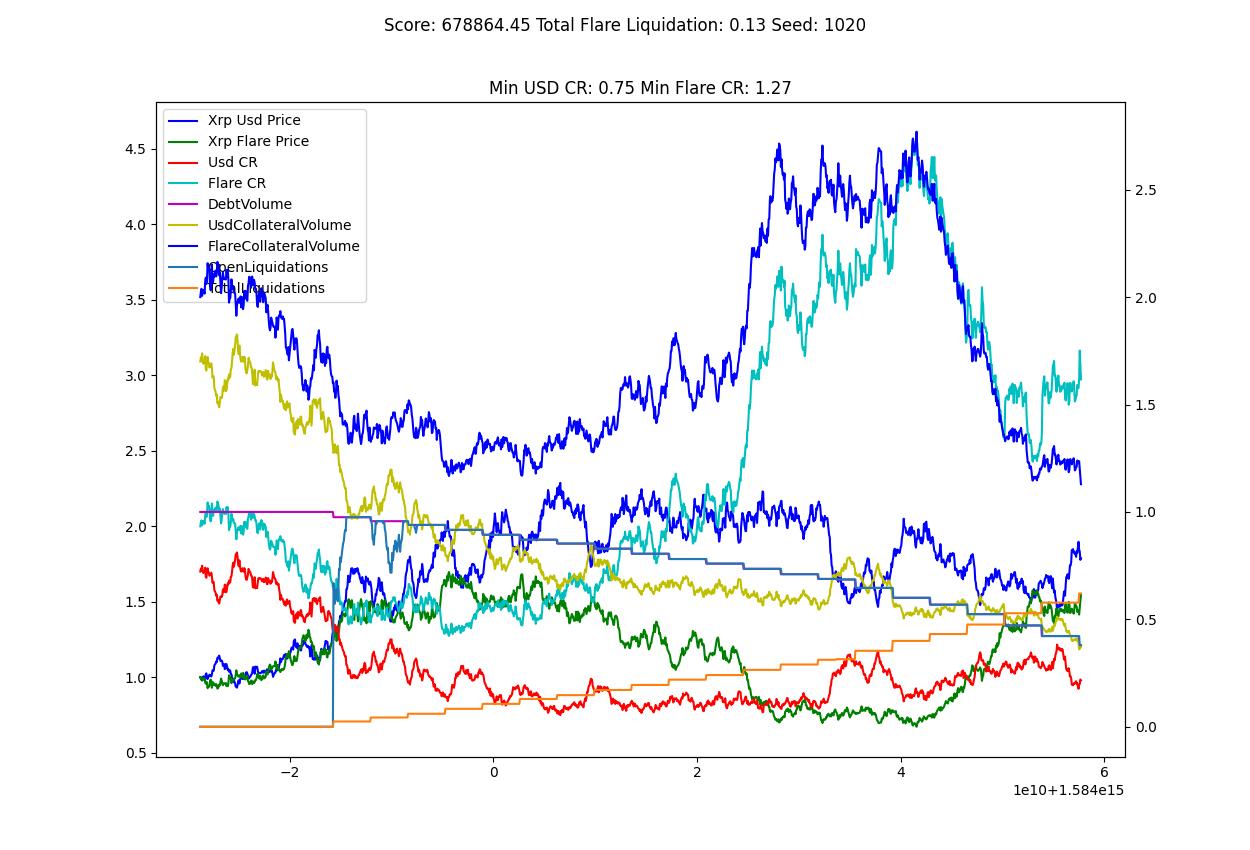 Score: 678864.45 Total Flare Liquidation: 0.13 Seed: 1020
Min USD CR: 0.75 Min Flare CR: 1.27
Xrp Usd Price
Xrp Flare Price
Usd CR
Flare CR
DebtVolume
UsdCollateralVolume
FlareCollateralVolume
OpenLiquidations
TotalLiquidations
4.5
4.0
3.5
3.0
2.5
2.0
1.5
1.0
0.5
2.5
2.0
1.5
1.0
0.5
0.0
−2
0
2
4
6
1e10+1.584e15